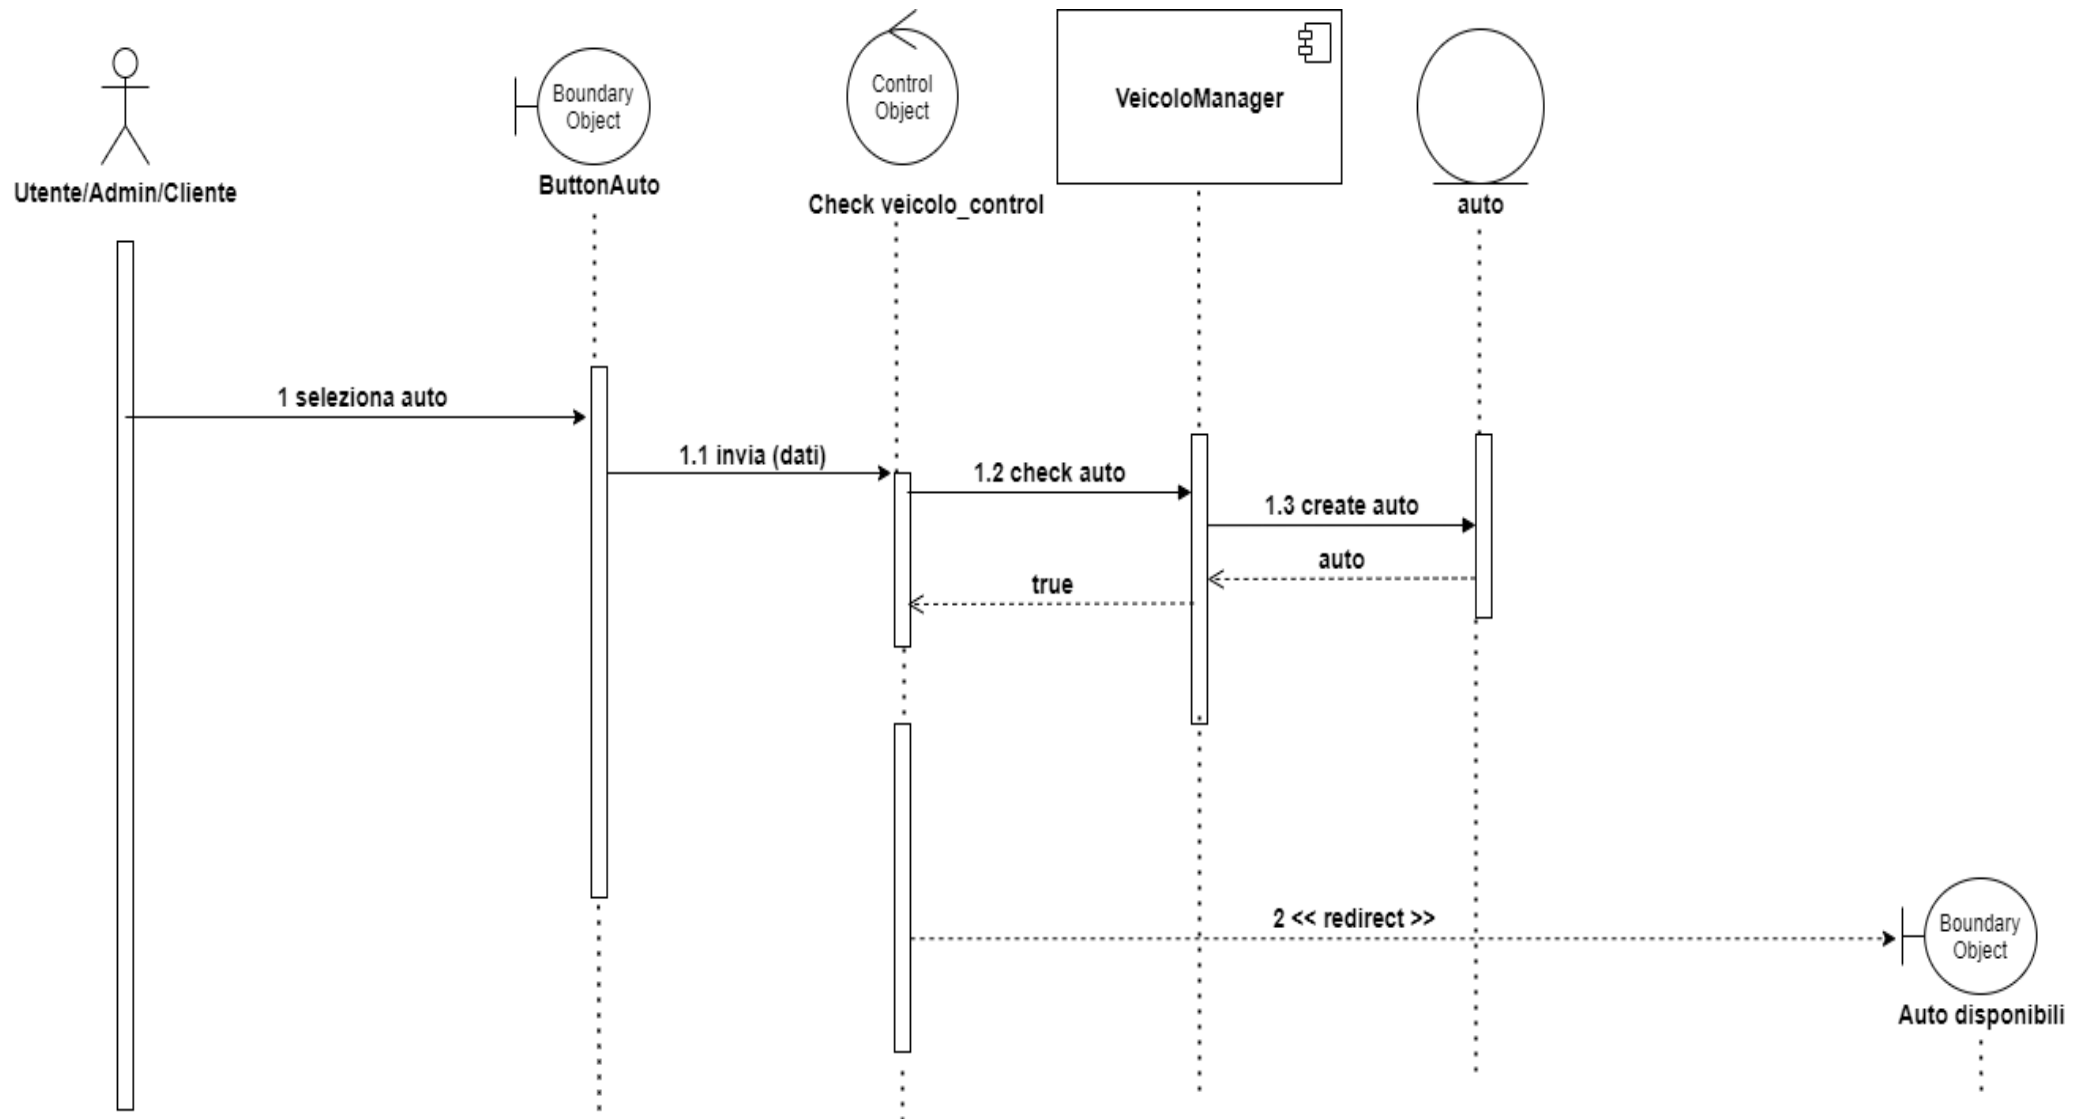 Boundary
Object
Control
Object
VeicoloManager
Utente/Admin/Cliente
ButtonAuto
Check veicolo_control
auto
1 seleziona auto
1.1 invia (dati)
1.2 check auto
1.3 create auto
auto
true
2 << redirect >>
Boundary
Object
Auto disponibili